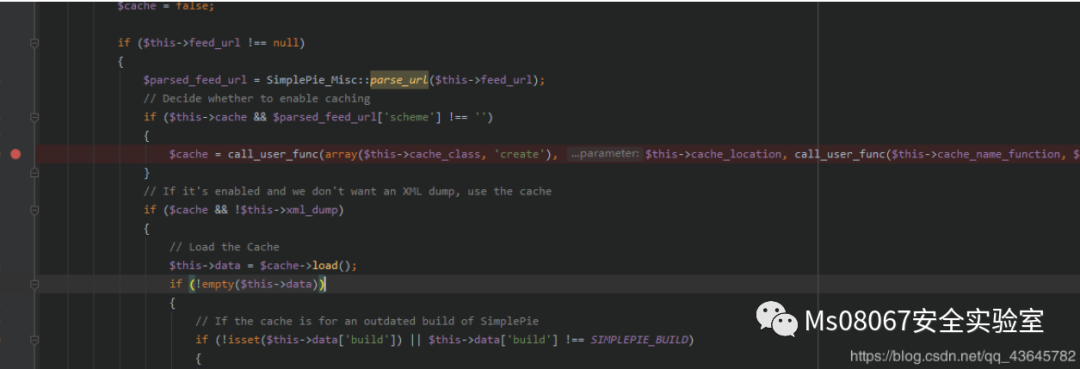 $cache = false;
if ($this->feed_url !== null)
{
$parsed_feed_url = SimplePie_Misc::parse_url($this->feed_url);
// Decide whether to enable caching
if ($this->cache && $parsed_feed_url['scheme'] !== '')
{
$cache = call_user_func(array($this->cache_class, 'create'), ...parameter: $this->cache_location, call_user_func($this->cache_name_function, $
}
// If it's enabled and we don't want an XML dump, use the cache
if ($cache && !$this->xml_dump)
{
// Load the Cache
$this->data = $cache->load();
if (!empty($this->data))
{
// If the cache is for an outdated build of SimplePie
if (!isset($this->data['build']) || $this->data['build'] !== SIMPLEPIE_BUILD)
{
Ms08067安全实验室
https://blog.csdn.net/qq_43645782